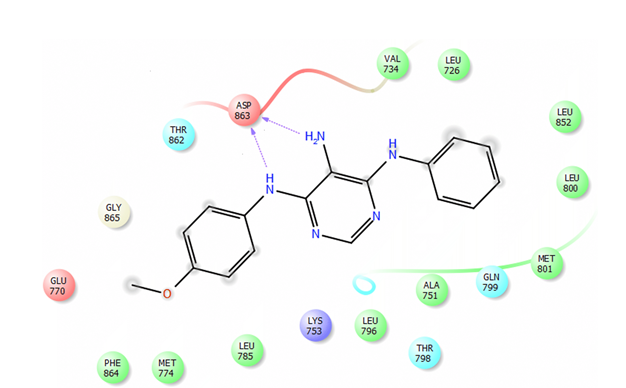 VAL
734
LEU
726
ASP
863
LEU
852
THR
862
H2N
H
N
H
N
LEU
800
GLY
865
N
N
MET
801
GLU
770
O
ALA
751
GLN
799
LYS
753
LEU
796
LEU
785
THR
798
PHE
864
MET
774